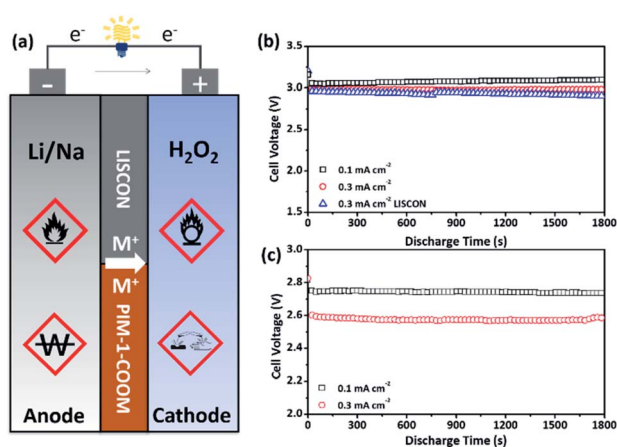 (a)
e⁻
e⁻
-
+
Li/Na
LISCON
H₂O₂
M⁺
M⁺
PIM-1-COOM
Anode
Cathode
(b)
3.5
3.0
2.5
2.0
1.5
Cell Voltage (V)
0.1 mA cm⁻²
0.3 mA cm⁻²
0.3 mA cm⁻² LISCON
0 300 600 900 1200 1500 1800
Discharge Time (s)
(c)
3.0
2.8
2.6
2.4
2.2
2.0
Cell Voltage (V)
0.1 mA cm⁻²
0.3 mA cm⁻²
0 300 600 900 1200 1500 1800
Discharge Time (s)